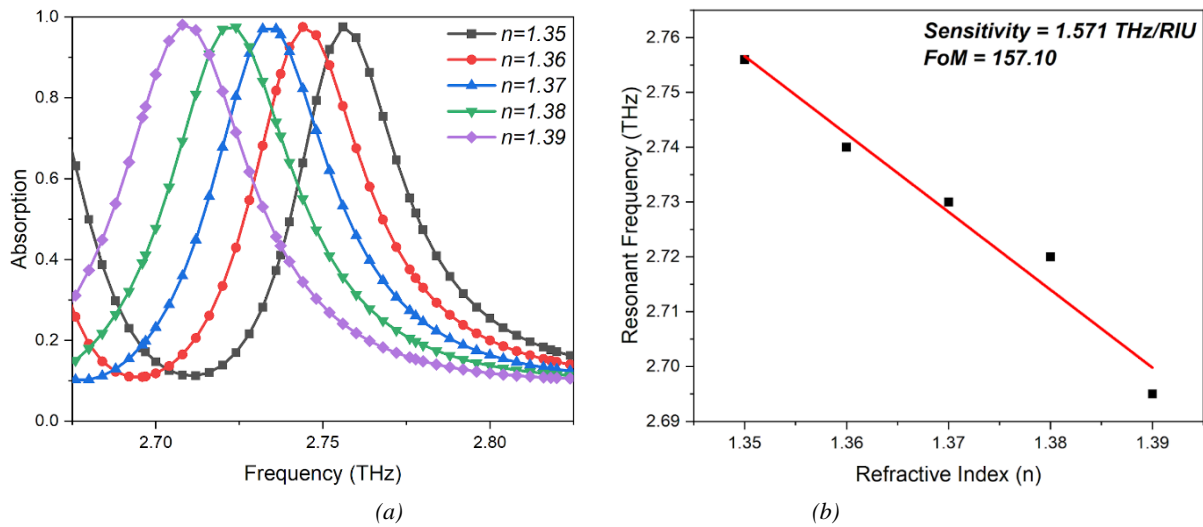 1.0
0.8
0.6
0.4
0.2
0.0
Absorption
2.70
2.75
2.80
Frequency (THz)
n=1.35
n=1.36
n=1.37
n=1.38
n=1.39
(a)
Sensitivity = 1.571 THz/RIU
FoM = 157.10
2.76
2.75
2.74
2.73
2.72
2.71
2.70
2.69
Resonant Frequency (THz)
1.35
1.36
1.37
1.38
1.39
Refractive Index (n)
(b)